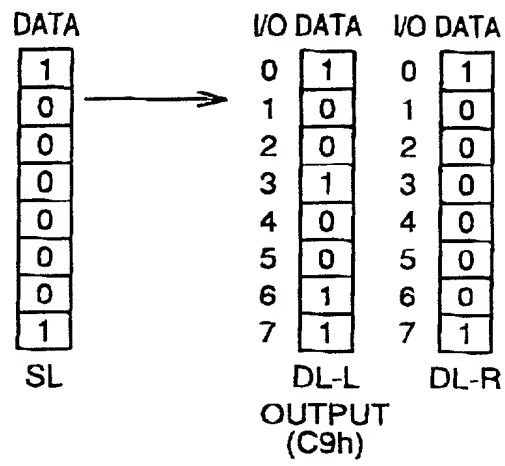 DATA I/O DATA I/O DATA
1 0 1 0 1
0 1 0 1 0
0 2 0 2 0
0 3 1 3 0
0 4 0 4 0
0 5 0 5 0
0 6 1 6 0
1 7 1 7 1
SL DL-L DL-R
OUTPUT
(C9h)